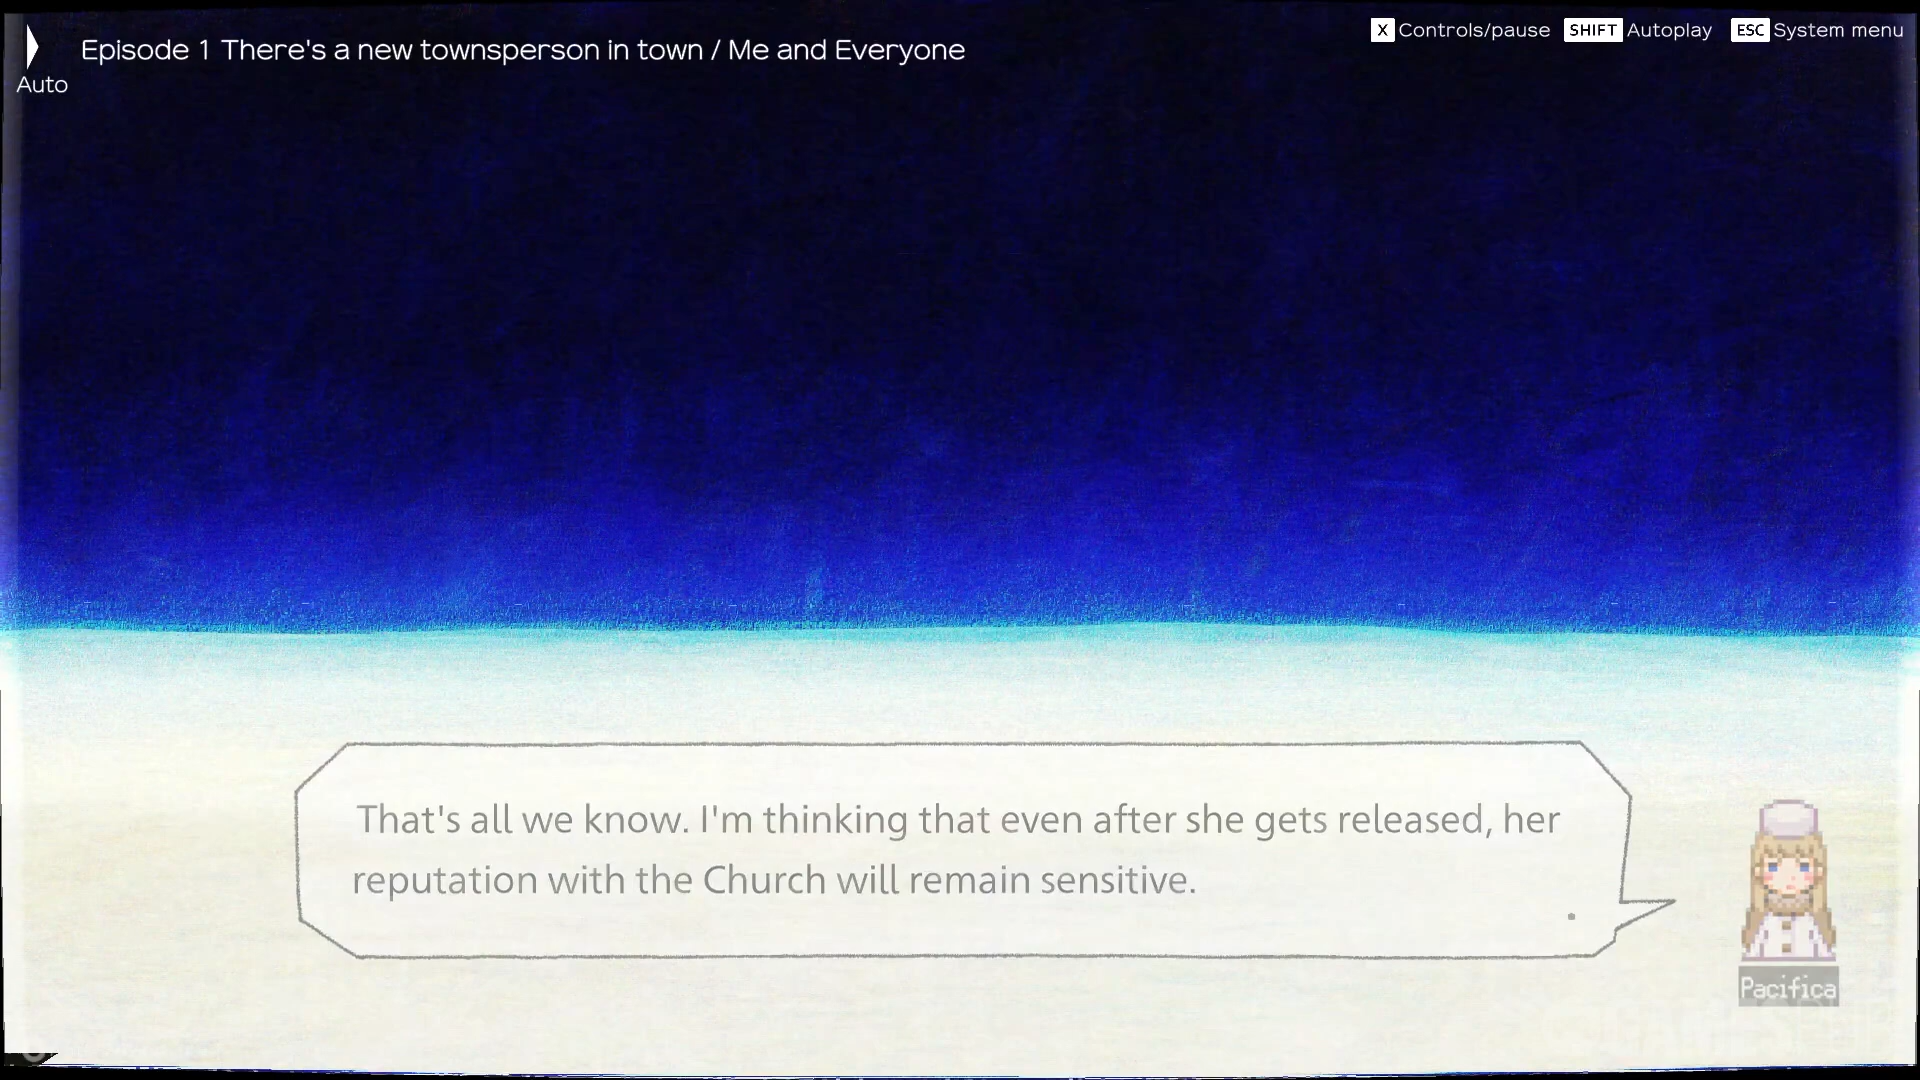 Episode 1 There's a new townsperson in town / Me and Everyone
X Controls/pause SHIFT Autoplay ESC System menu
Auto
That's all we know. I'm thinking that even after she gets released, her
reputation with the Church will remain sensitive.
Pacifica